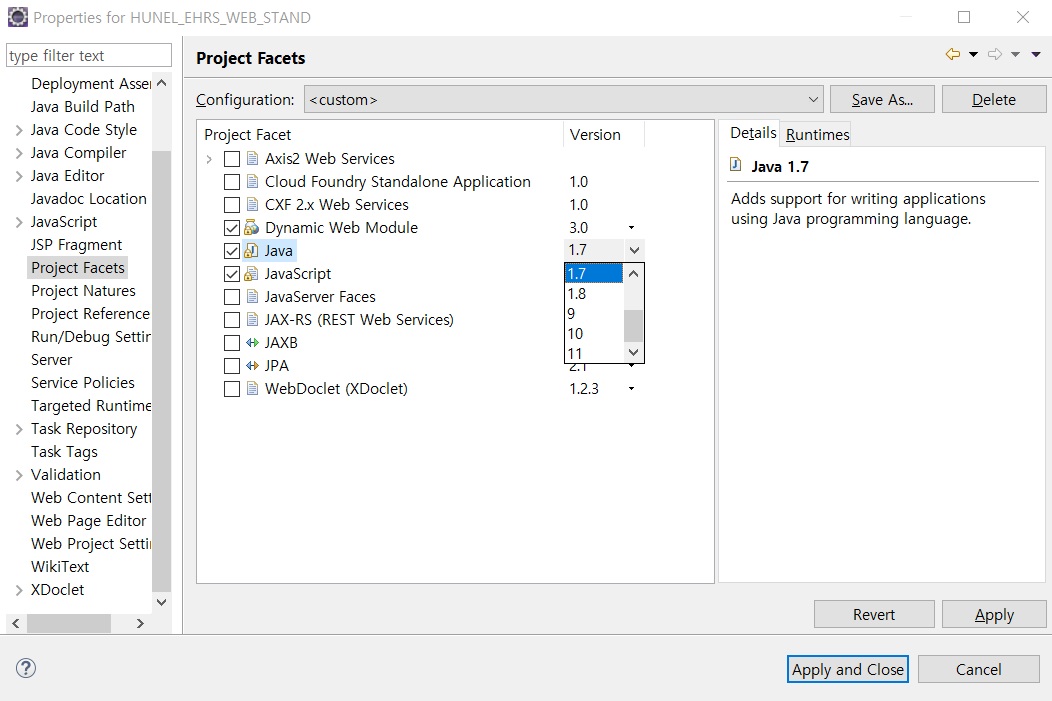 Properties for HUNEL_EHRS_WEB_STAND
type filter text
Deployment Asse
Java Build Path
Java Code Style
Java Compiler
Java Editor
Javadoc Location
JavaScript
JSP Fragment
Project Facets
Project Natures
Project Reference
Run/Debug Settin
Server
Service Policies
Targeted Runtime
Task Repository
Task Tags
Validation
Web Content Sett
Web Page Editor
Web Project Settin
WikiText
XDoclet
Project Facets
Configuration: <custom> Save As... Delete
Project Facet Version
Axis2 Web Services
Cloud Foundry Standalone Application 1.0
CXF 2.x Web Services 1.0
Dynamic Web Module 3.0
Java 1.7
JavaScript
JavaServer Faces
JAX-RS (REST Web Services)
JAXB
JPA 2.1
WebDoclet (XDoclet) 1.2.3
1.7
1.8
9
10
11
Details Runtimes
Java 1.7
Adds support for writing applications
using Java programming language.
Revert Apply
? Apply and Close Cancel